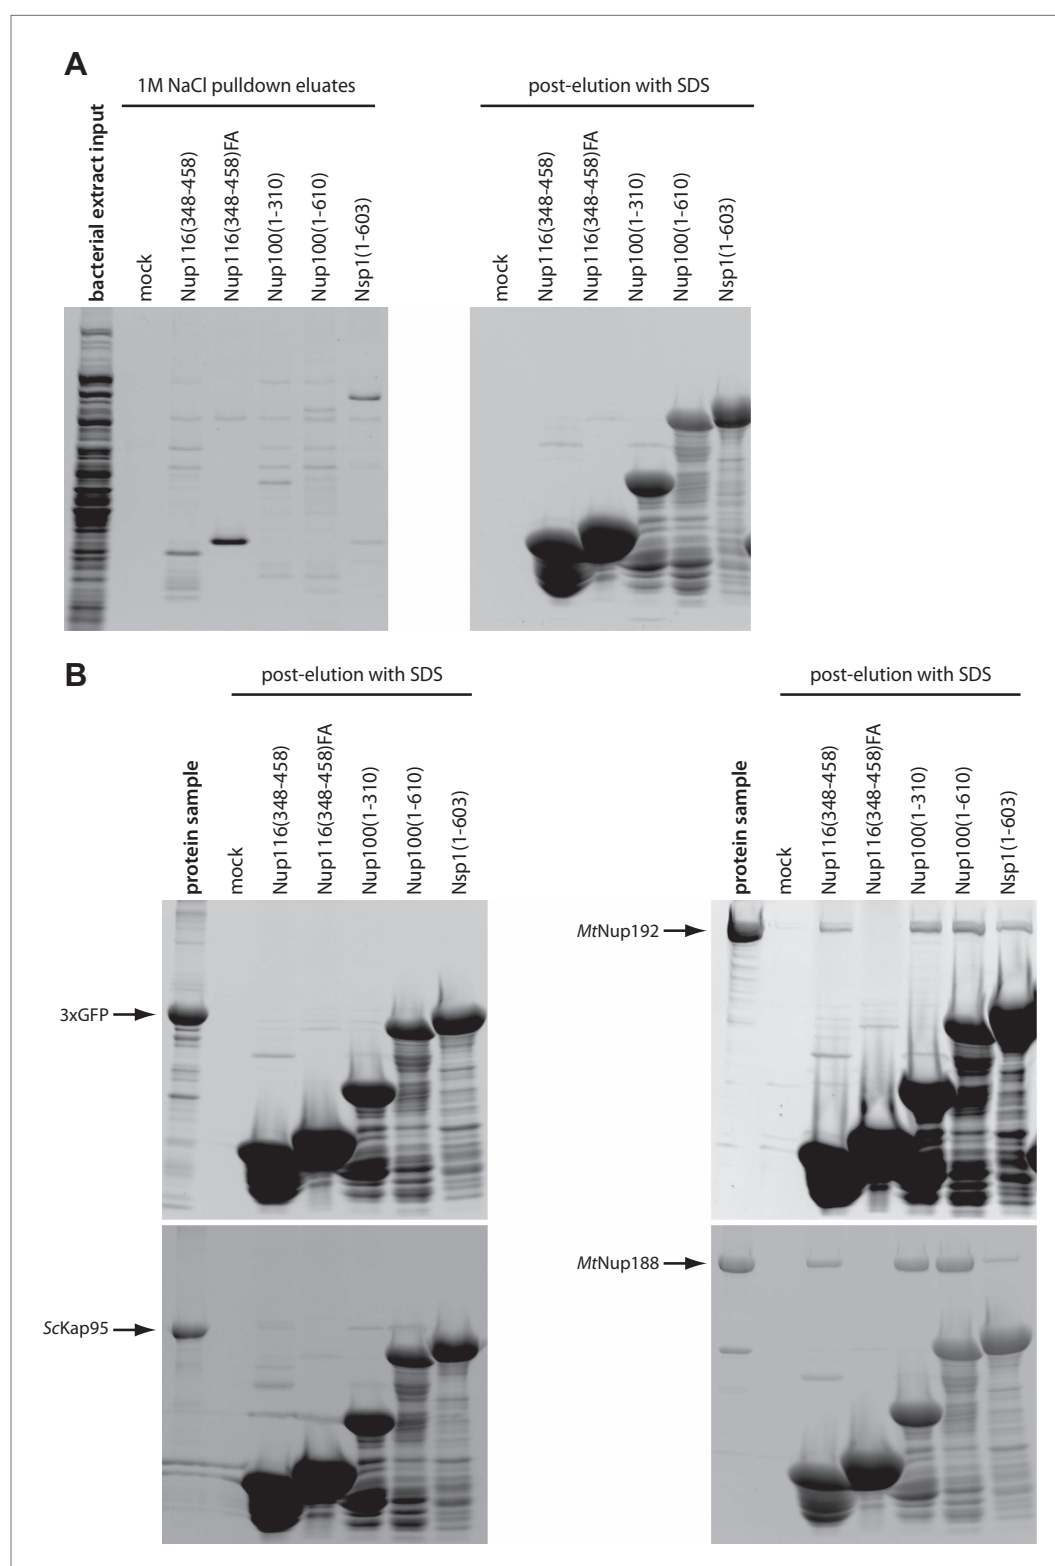 A
1M NaCl pulldown eluates
post-elution with SDS
bacterial extract input
mock
Nup116(348-458)
Nup116(348-458)FA
Nup100(1-310)
Nup100(1-610)
Nsp1(1-603)
mock
Nup116(348-458)
Nup116(348-458)FA
Nup100(1-310)
Nup100(1-610)
Nsp1(1-603)
B
post-elution with SDS
post-elution with SDS
protein sample
mock
Nup116(348-458)
Nup116(348-458)FA
Nup100(1-310)
Nup100(1-610)
Nsp1(1-603)
protein sample
mock
Nup116(348-458)
Nup116(348-458)FA
Nup100(1-310)
Nup100(1-610)
Nsp1(1-603)
MtNup192
3xGFP
MtNup188
ScKap95